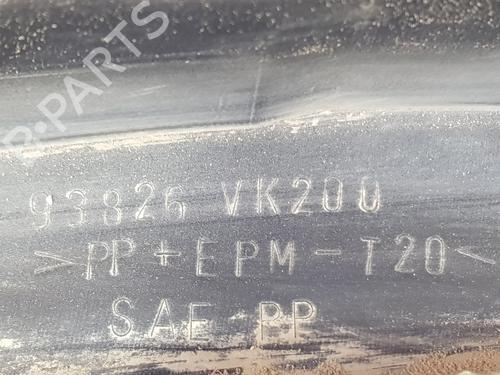 B-PARTS
93826 VK200
>PP+EPM-T20<
SAE PP